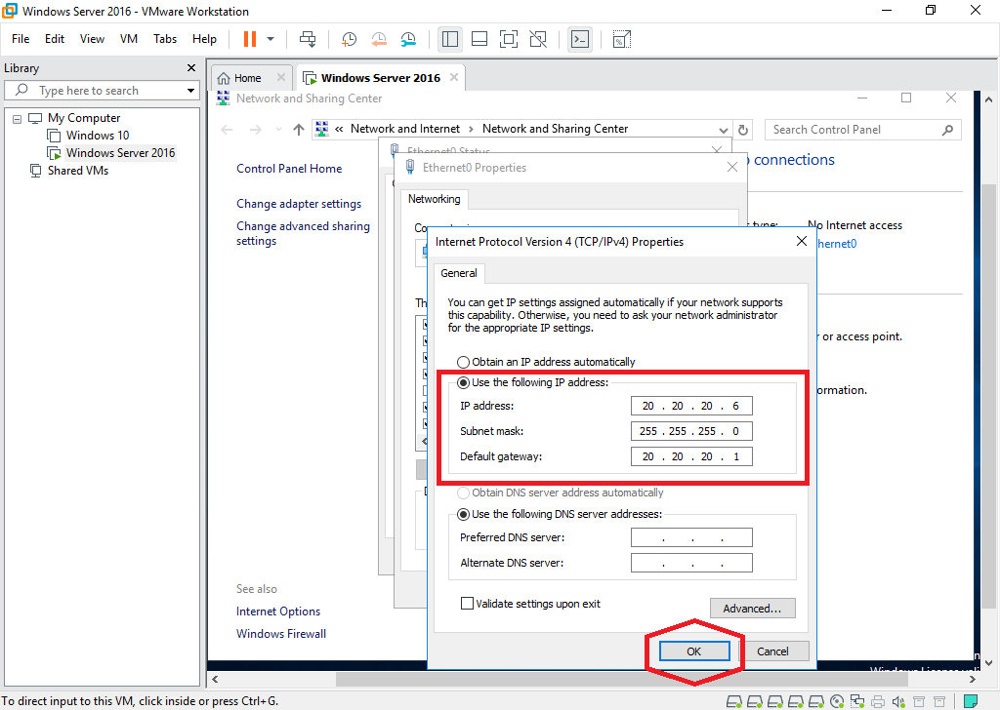 Windows Server 2016 - VMware Workstation
File Edit View VM Tabs Help
Library
Type here to search
My Computer
Windows 10
Windows Server 2016
Shared VMs
Home
Windows Server 2016
Network and Sharing Center
« Network and Internet › Network and Sharing Center
Search Control Panel
Control Panel Home
Change adapter settings
Change advanced sharing
settings
See also
Internet Options
Windows Firewall
connections
type: No Internet access
hernet0
r or access point.
ormation.
Ethernet0 Status
Ethernet0 Properties
Networking
Internet Protocol Version 4 (TCP/IPv4) Properties
General
You can get IP settings assigned automatically if your network supports
this capability. Otherwise, you need to ask your network administrator
for the appropriate IP settings.
Obtain an IP address automatically
Use the following IP address:
IP address: 20 . 20 . 20 . 6
Subnet mask: 255 . 255 . 255 . 0
Default gateway: 20 . 20 . 20 . 1
Obtain DNS server address automatically
Use the following DNS server addresses:
Preferred DNS server: . . .
Alternate DNS server: . . .
Validate settings upon exit
Advanced...
OK
Cancel
To direct input to this VM, click inside or press Ctrl+G.